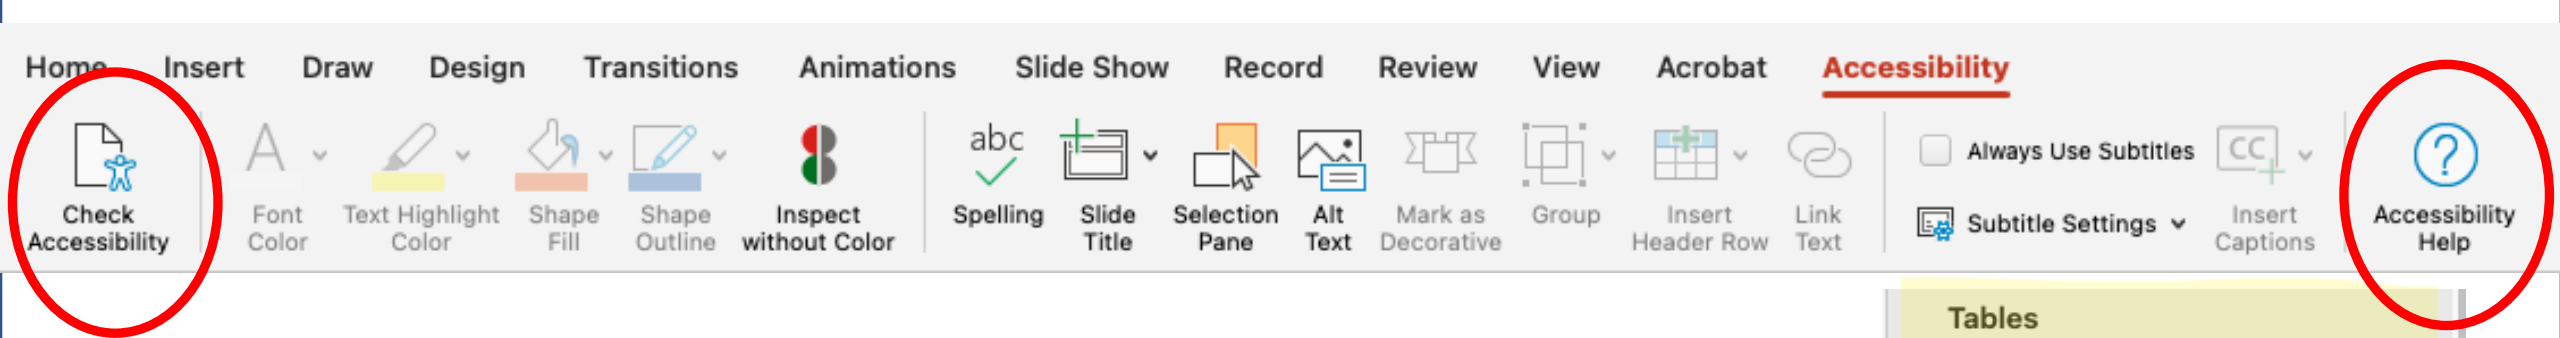 Home Insert Draw Design Transitions Animations Slide Show Record Review View Acrobat Accessibility
abc
CC
Always Use Subtitles
Check
Accessibility
Font
Color
Text Highlight
Color
Shape
Fill
Shape
Outline
Inspect
without Color
Spelling
Slide
Title
Selection
Pane
Alt
Text
Mark as
Decorative
Group
Insert
Header Row
Link
Text
Subtitle Settings
Insert
Captions
Accessibility
Help
Tables